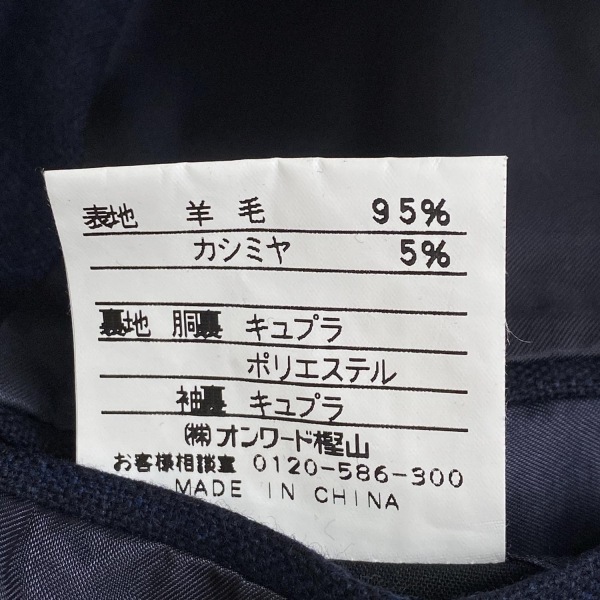 表地 羊毛 95%
カシミヤ 5%
裏地 胴裏 キュプラ
ポリエステル
袖裏 キュプラ
㈱オンワード樫山
お客様相談室 0120-586-300
MADE IN CHINA